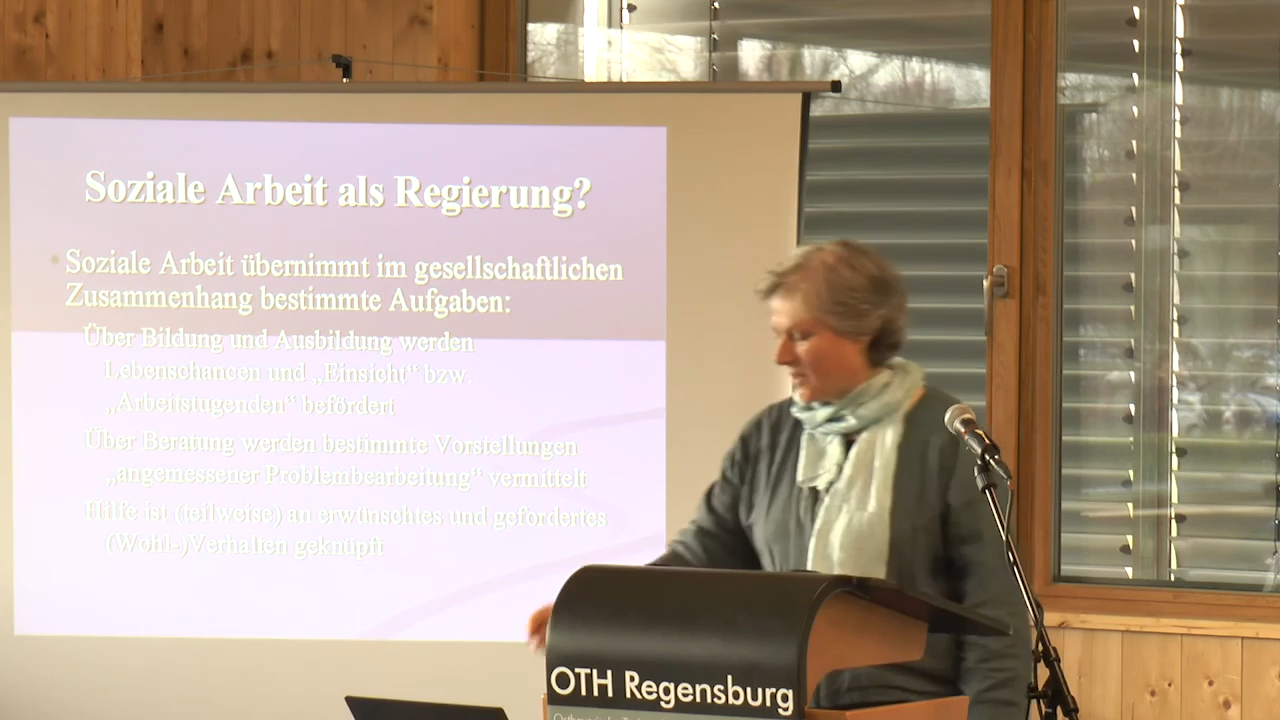 Soziale Arbeit als Regierung?
Soziale Arbeit übernimmt im gesellschaftlichen
Zusammenhang bestimmte Aufgaben:
Über Bildung und Ausbildung werden
Lebenschancen und „Einsicht“ bzw.
„Arbeitstugenden“ befördert
Über Beratung werden bestimmte Vorstellungen
„angemessener Problembearbeitung“ vermittelt
Hilfe ist (teilweise) an erwünschtes und gefordertes
(Wohl-)Verhalten geknüpft
OTH Regensburg